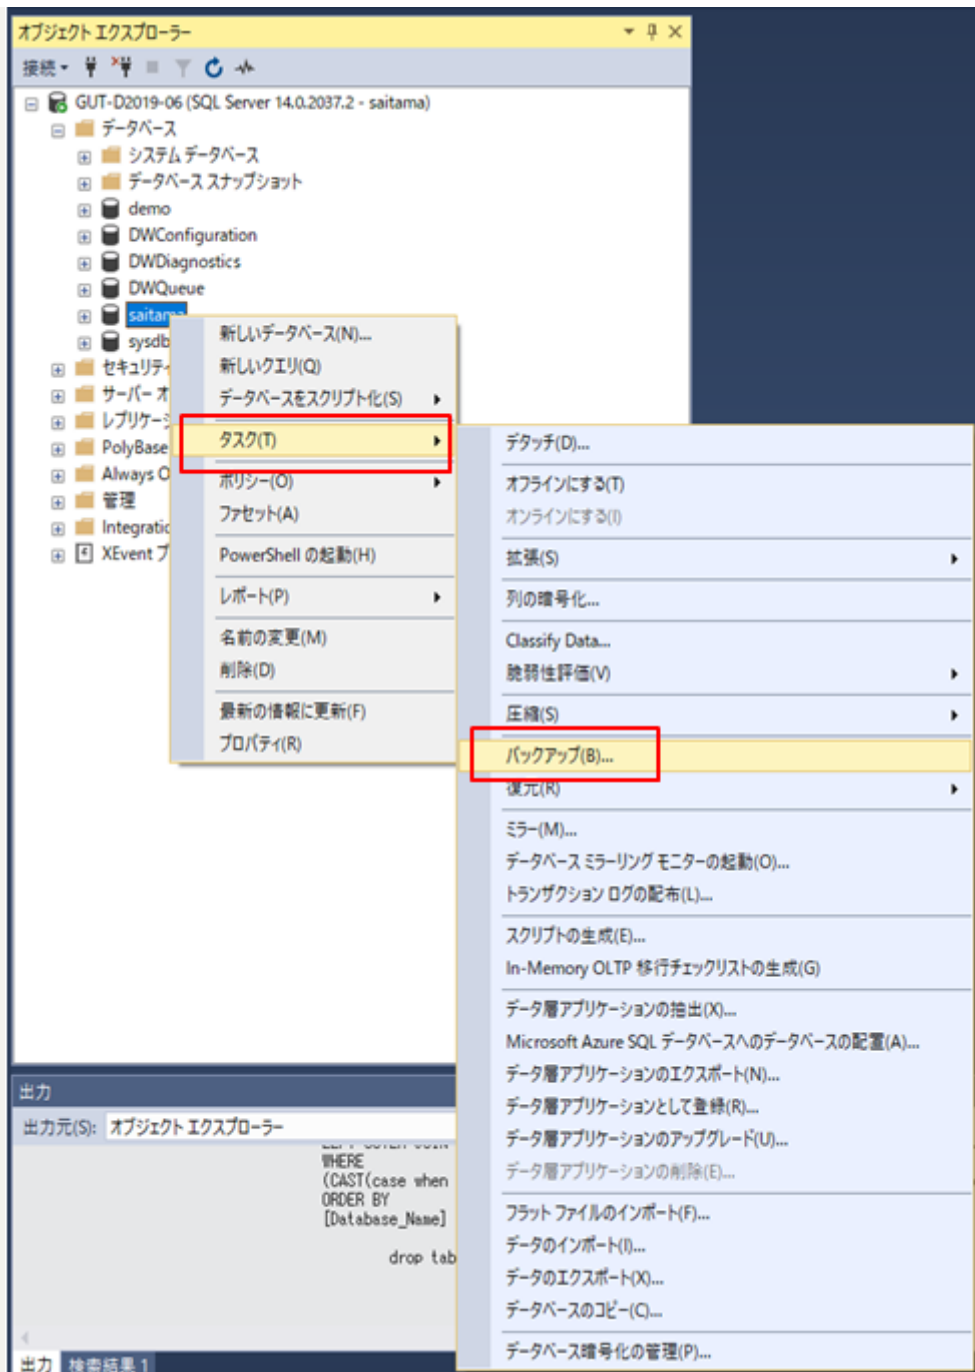 オブジェクト エクスプローラー
接続
GUT-D2019-06 (SQL Server 14.0.2037.2 - saitama)
データベース
システム データベース
データベース スナップショット
demo
DWConfiguration
DWDiagnostics
DWQueue
saitama
sysdb
セキュリティ
サーバー オ
レプリケーシ
PolyBase
Always O
管理
Integratio
XEvent プ
新しいデータベース(N)...
新しいクエリ(Q)
データベースをスクリプト化(S)
タスク(T)
ポリシー(O)
ファセット(A)
PowerShell の起動(H)
レポート(P)
名前の変更(M)
削除(D)
最新の情報に更新(F)
プロパティ(R)
デタッチ(D)...
オフラインにする(T)
オンラインにする(I)
拡張(S)
列の暗号化...
Classify Data...
脆弱性評価(V)
圧縮(S)
バックアップ(B)...
復元(R)
ミラー(M)...
データベース ミラーリング モニターの起動(O)...
トランザクション ログの配布(L)...
スクリプトの生成(E)...
In-Memory OLTP 移行チェックリストの生成(G)
データ層アプリケーションの抽出(X)...
Microsoft Azure SQL データベースへのデータベースの配置(A)...
データ層アプリケーションのエクスポート(N)...
データ層アプリケーションとして登録(R)...
データ層アプリケーションのアップグレード(U)...
データ層アプリケーションの削除(E)...
フラット ファイルのインポート(F)...
データのインポート(I)...
データのエクスポート(X)...
データベースのコピー(C)...
データベース暗号化の管理(P)...
出力
出力元(S): オブジェクト エクスプローラー
LEFT OUTER JOIN
WHERE
(CAST(case when
ORDER BY
[Database_Name]
drop tab
出力 検索結果 1